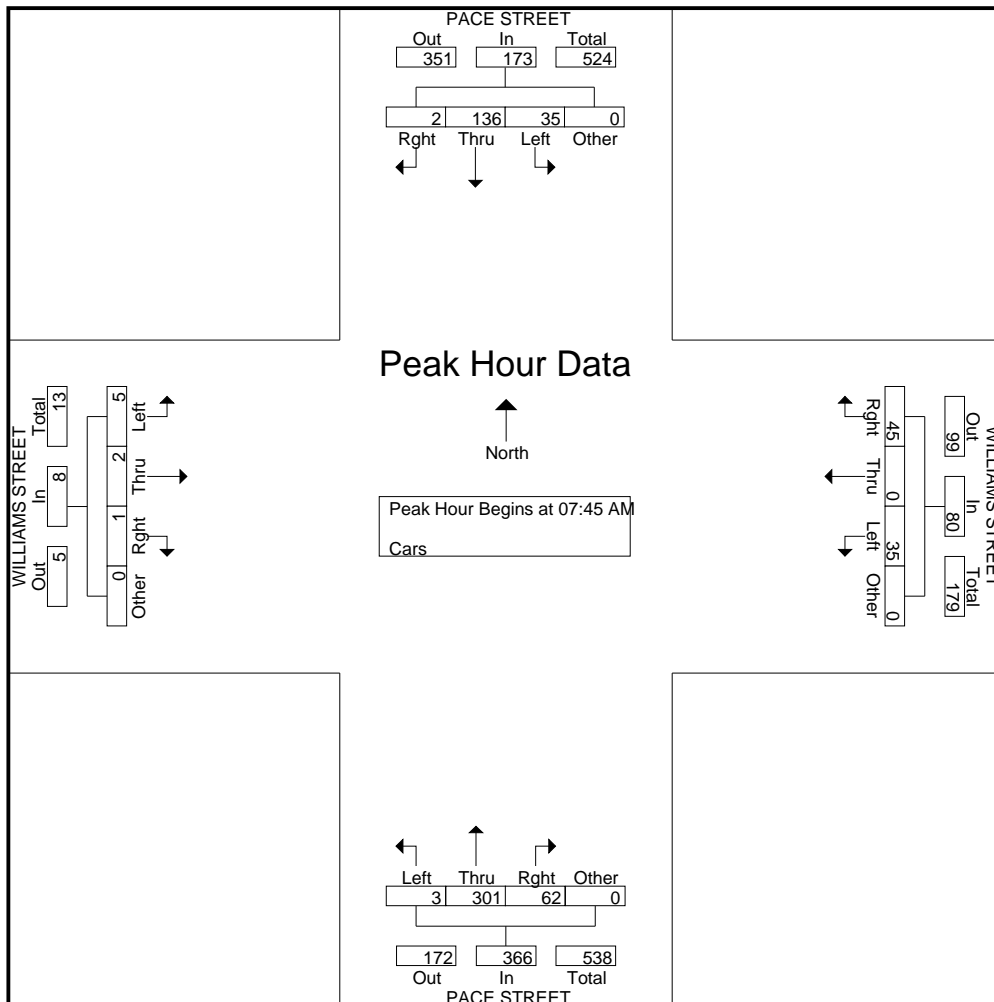 PACE STREET
Out In Total
351 173 524
2 136 35 0
Rght Thru Left Other
Peak Hour Data
North
Peak Hour Begins at 07:45 AM
Cars
WILLIAMS STREET
Out In Total
5 8 13
Left Thru Rght Other
5 2 1 0
WILLIAMS STREET
Out In Total
99 80 179
Rght Thru Left Other
45 0 35 0
Left Thru Rght Other
3 301 62 0
172 366 538
Out In Total
PACE STREET